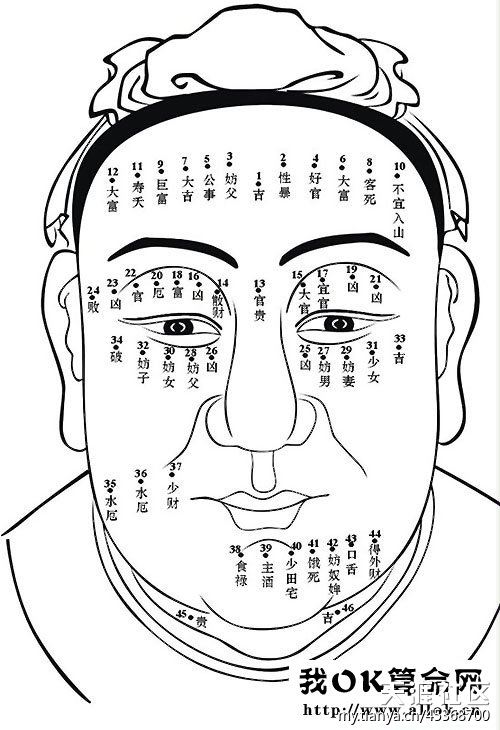 12 大富
11 寿夭
9 巨富
7 大吉
5 公事
3 妨父
1 吉
2 性暴
4 好官
6 大富
8 客死
10 不宜入山
24 败
23 凶
22 官
20 厄
18 富
16 凶
14 散财
13 官贵
15 大官
17 宜官
19 凶
21 凶
34 破
32 妨子
30 妨女
28 妨父
26 凶
25 凶
27 妨男
29 妨妻
31 少女
33 吉
35 水厄
36 水厄
37 少财
38 食禄
39 主酒
40 少田宅
41 饿死
42 妨奴婢
43 口舌
44 得外财
45 贵
吉 46
我OK算命网
天涯社区
http://www.allok.cn
my.tianya.cn/43368700